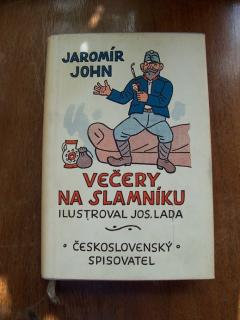 JAROMÍR
JOHN
VEČERY
NA SLAMNÍKU
ILUSTROVAL JOS. LADA
• ČESKOSLOVENSKÝ •
SPISOVATEL